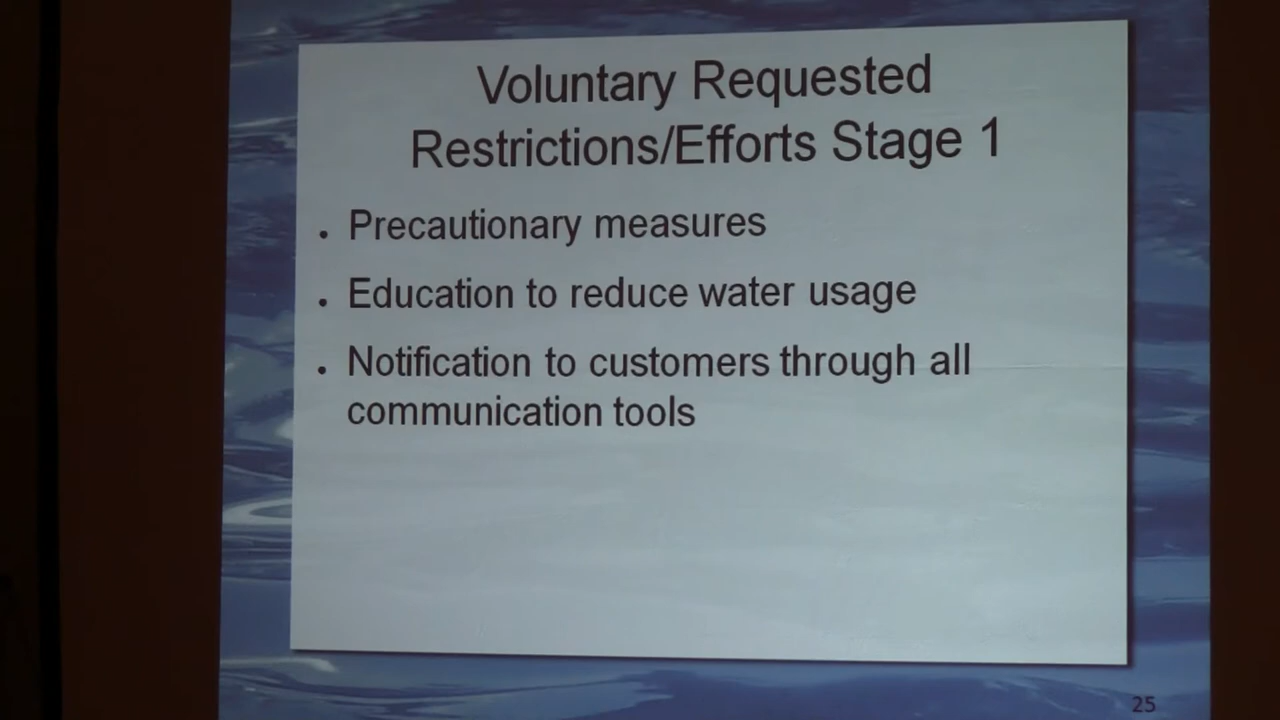 Voluntary Requested
Restrictions/Efforts Stage 1
. Precautionary measures
. Education to reduce water usage
. Notification to customers through all
communication tools
25